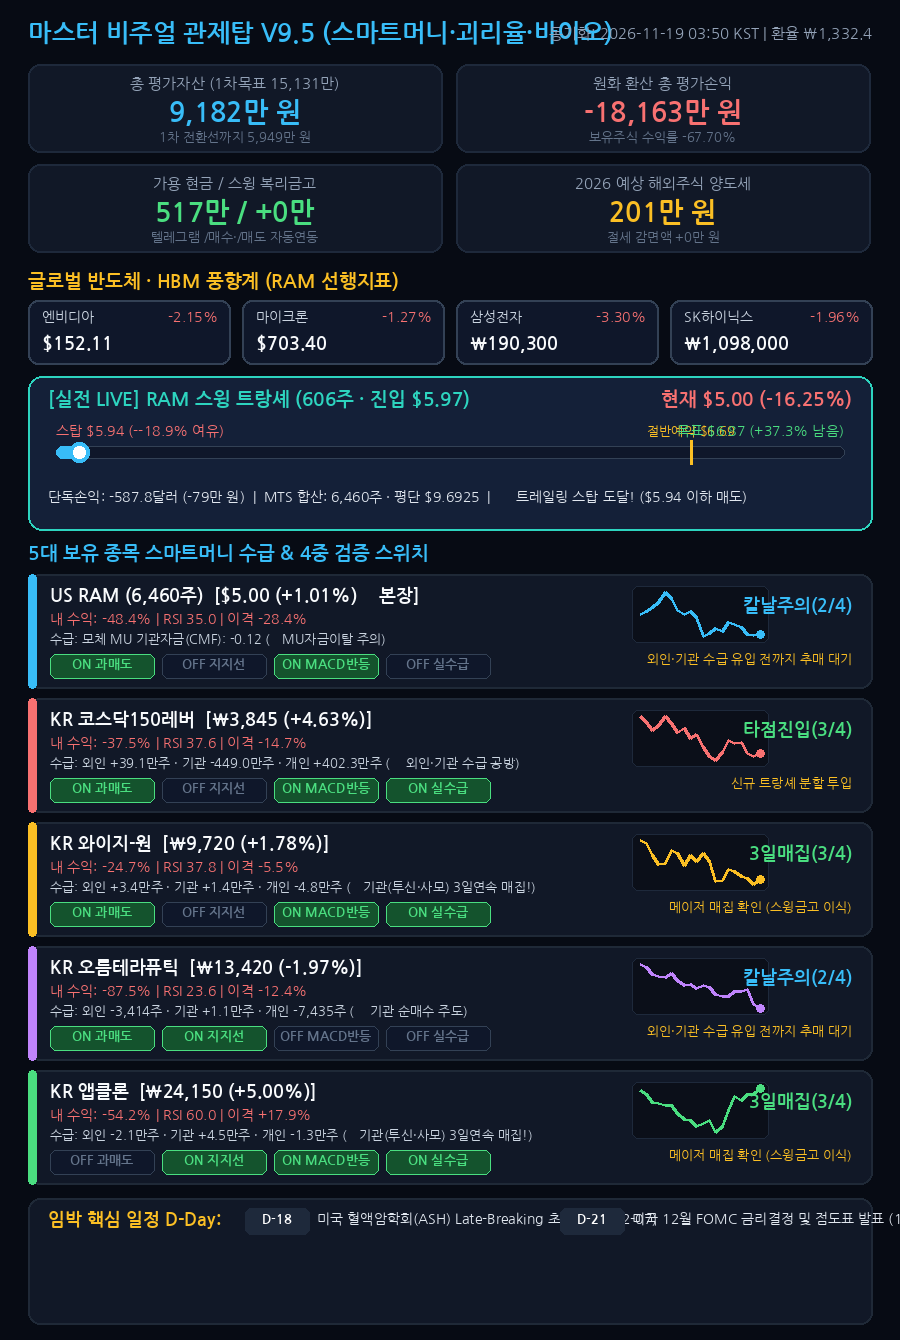 마스터 비주얼 관제탑 V9.5 (스마트머니·괴리율·바이오)
2026-11-19 03:50 KST | 환율 ₩1,332.4
총 평가자산 (1차목표 15,131만)
9,182만 원
1차 전환선까지 5,949만 원
원화 환산 총 평가손익
-18,163만 원
보유주식 수익률 -67.70%
가용 현금 / 스윙 복리금고
517만 / +0만
텔레그램 /매수·/매도 자동연동
2026 예상 해외주식 양도세
201만 원
절세 감면액 +0만 원
글로벌 반도체 · HBM 풍향계 (RAM 선행지표)
엔비디아 -2.15%
$152.11
마이크론 -1.27%
$703.40
삼성전자 -3.30%
₩190,300
SK하이닉스 -1.96%
₩1,098,000
[실전 LIVE] RAM 스윙 트랑셰 (606주 · 진입 $5.97)
현재 $5.00 (-16.25%)
스탑 $5.94 (--18.9% 여유)
(+37.3% 남음)
단독손익: -587.8달러 (-79만 원) | MTS 합산: 6,460주 · 평단 $9.6925 | 트레일링 스탑 도달! ($5.94 이하 매도)
5대 보유 종목 스마트머니 수급 & 4중 검증 스위치
US RAM (6,460주) [$5.00 (+1.01%) 본장]
내 수익: -48.4% | RSI 35.0 | 이격 -28.4%
수급: 모체 MU 기관자금(CMF): -0.12 ( MU자금이탈 주의)
ON 과매도 OFF 지지선 ON MACD반등 OFF 실수급
칼날주의(2/4)
외인·기관 수급 유입 전까지 추매 대기
KR 코스닥150레버 [₩3,845 (+4.63%)]
내 수익: -37.5% | RSI 37.6 | 이격 -14.7%
수급: 외인 +39.1만주 · 기관 -449.0만주 · 개인 +402.3만주 ( 외인·기관 수급 공방)
ON 과매도 OFF 지지선 ON MACD반등 ON 실수급
타점진입(3/4)
신규 트랑셰 분할 투입
KR 와이지-원 [₩9,720 (+1.78%)]
내 수익: -24.7% | RSI 37.8 | 이격 -5.5%
수급: 외인 +3.4만주 · 기관 +1.4만주 · 개인 -4.8만주 ( 기관(투신·사모) 3일연속 매집!)
ON 과매도 OFF 지지선 ON MACD반등 ON 실수급
3일매집(3/4)
메이저 매집 확인 (스윙금고 이식)
KR 오름테라퓨틱 [₩13,420 (-1.97%)]
내 수익: -87.5% | RSI 23.6 | 이격 -12.4%
수급: 외인 -3,414주 · 기관 +1.1만주 · 개인 -7,435주 ( 기관 순매수 주도)
ON 과매도 ON 지지선 OFF MACD반등 OFF 실수급
칼날주의(2/4)
외인·기관 수급 유입 전까지 추매 대기
KR 앱클론 [₩24,150 (+5.00%)]
내 수익: -54.2% | RSI 60.0 | 이격 +17.9%
수급: 외인 -2.1만주 · 기관 +4.5만주 · 개인 -1.3만주 ( 기관(투신·사모) 3일연속 매집!)
OFF 과매도 ON 지지선 ON MACD반등 ON 실수급
3일매집(3/4)
메이저 매집 확인 (스윙금고 이식)
임박 핵심 일정 D-Day:
D-18 미국 혈액암학회(ASH) Late-Breaking 초
D-21 12월 FOMC 금리결정 및 점도표 발표 (1